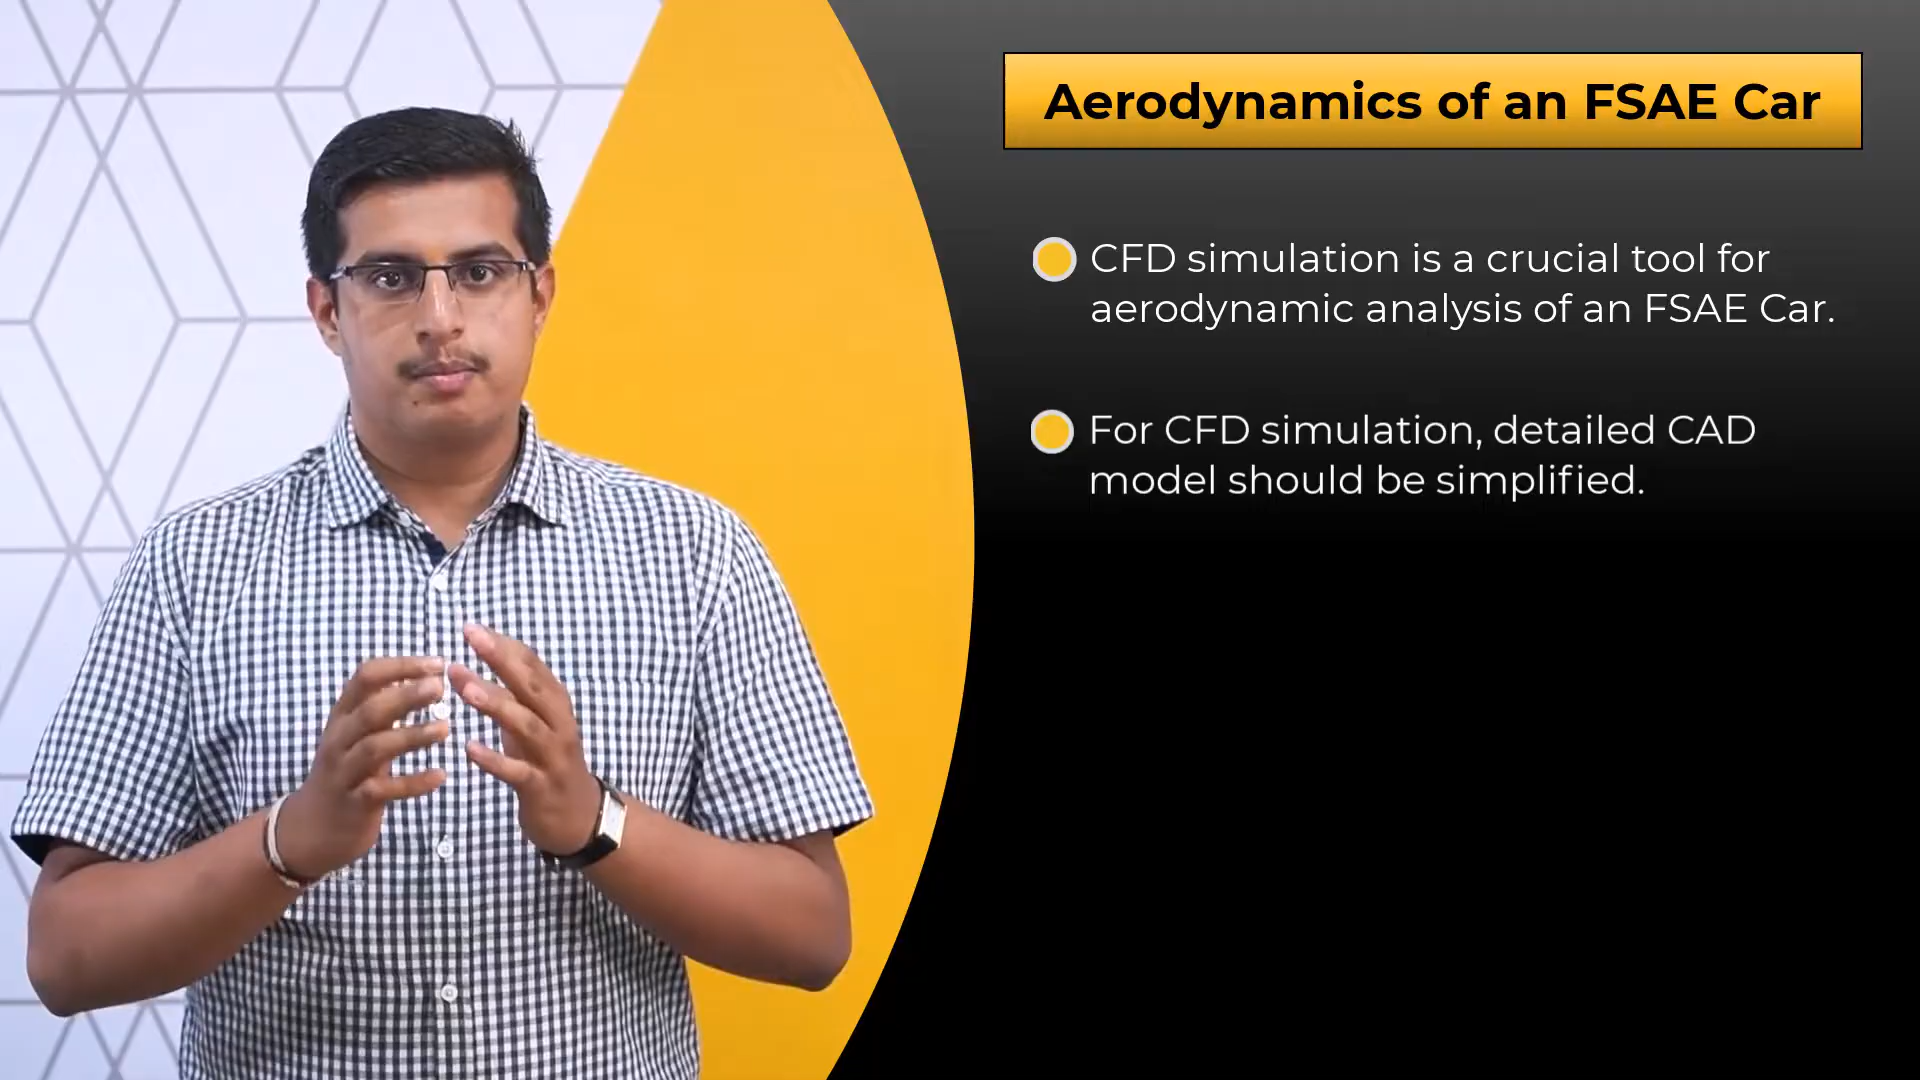 Aerodynamics of an FSAE Car
CFD simulation is a crucial tool for
aerodynamic analysis of an FSAE Car.
For CFD simulation, detailed CAD
model should be simplified.